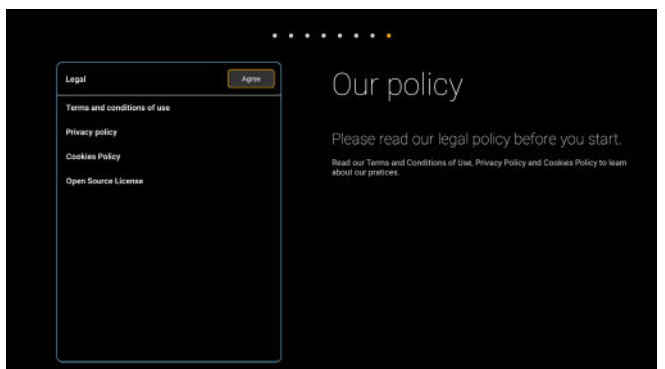 Legal
Agree
Terms and conditions of use
Privacy policy
Cookies Policy
Open Source License
Our policy
Please read our legal policy before you start.
Read our Terms and Conditions of Use, Privacy Policy and Cookies Policy to learn
about our pratices.